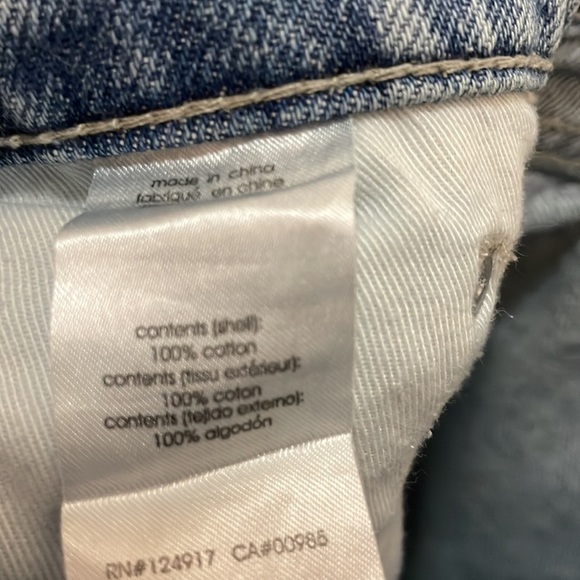 made in china
fabriqué en chine
contents (shell):
100% cotton
contents (tissu extérieur):
100% coton
contents (tejido externo):
100% algodón
RN#124917 CA#00985